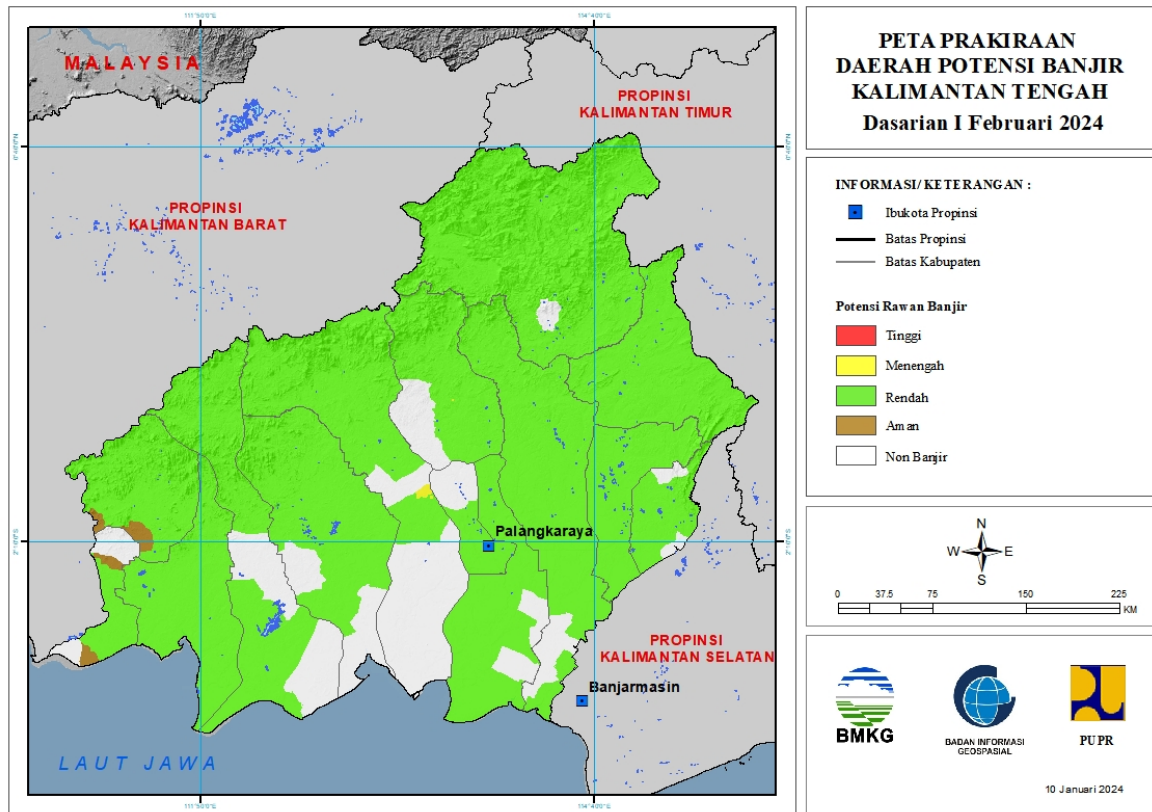 PETA PRAKIRAAN
DAERAH POTENSI BANJIR
KALIMANTAN TENGAH
Dasarian I Februari 2024
INFORMASI/ KETERANGAN :
Ibukota Propinsi
Batas Propinsi
Batas Kabupaten
Potensi Rawan Banjir
Tinggi
Menengah
Rendah
Aman
Non Banjir
N
W E
S
0 37.5 75 150 225
KM
BMKG
BADAN INFORMASI
GEOSPASIAL
PUPR
10 Januari 2024
MALAYSIA
PROPINSI
KALIMANTAN TIMUR
PROPINSI
KALIMANTAN BARAT
Palangkaraya
PROPINSI
KALIMANTAN SELATAN
Banjarmasin
LAUT JAWA